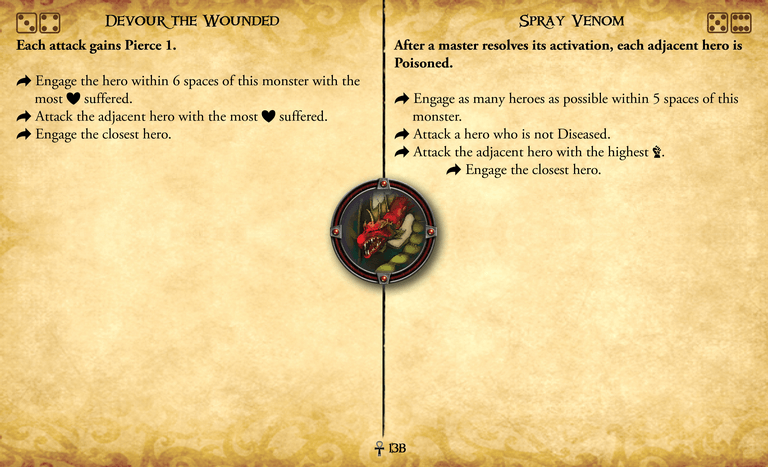 Devour the Wounded
Each attack gains Pierce 1.
Engage the hero within 6 spaces of this monster with the
most suffered.
Attack the adjacent hero with the most suffered.
Engage the closest hero.
Spray Venom
After a master resolves its activation, each adjacent hero is
Poisoned.
Engage as many heroes as possible within 5 spaces of this
monster.
Attack a hero who is not Diseased.
Attack the adjacent hero with the highest .
Engage the closest hero.
13B